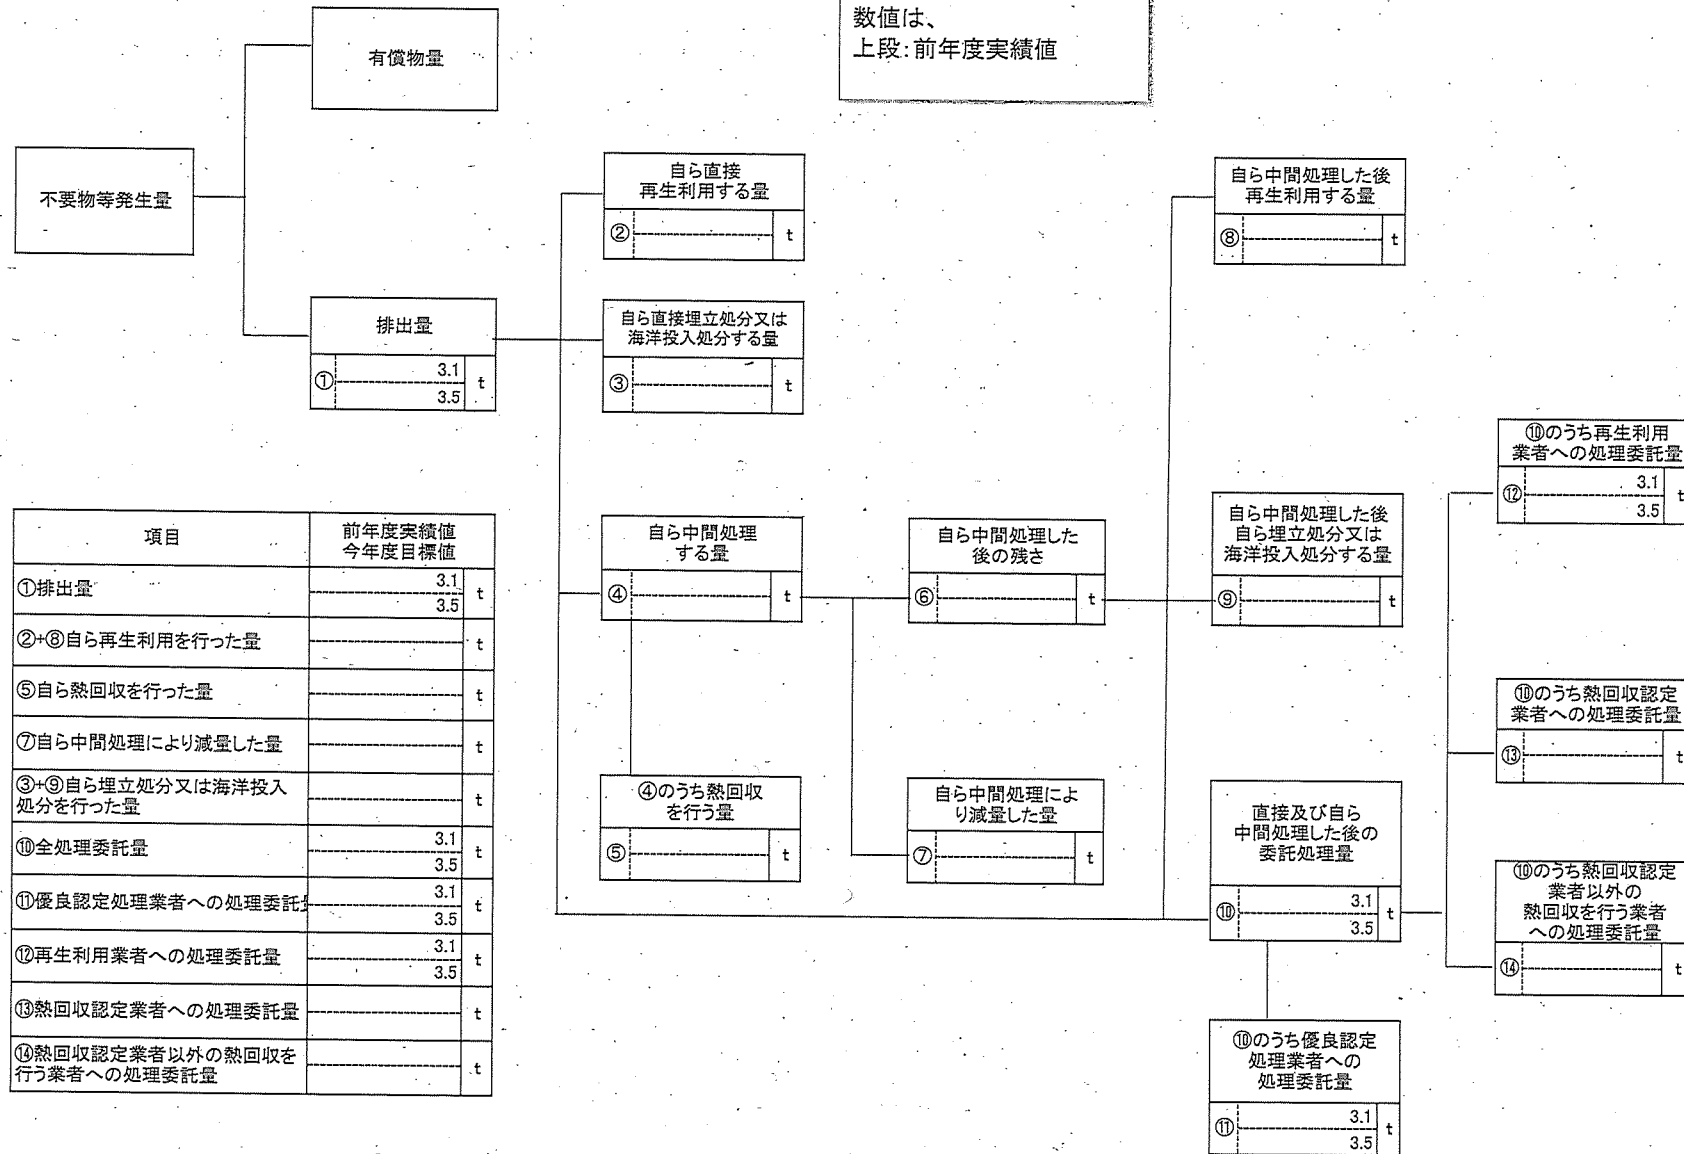 数値は、
上段:前年度実績値
有償物量
不要物等発生量
排出量
① 3.1 t
3.5
自ら直接
再生利用する量
② t
自ら直接埋立処分又は
海洋投入処分する量
③ t
自ら中間処理
する量
④ t
④のうち熱回収
を行う量
⑤ t
自ら中間処理した
後の残さ
⑥ t
自ら中間処理によ
り減量した量
⑦ t
自ら中間処理した後
再生利用する量
⑧ t
自ら中間処理した後
自ら埋立処分又は
海洋投入処分する量
⑨ t
直接及び自ら
中間処理した後の
委託処理量
⑩ 3.1 t
3.5
⑩のうち優良認定
処理業者への
処理委託量
⑪ 3.1 t
3.5
⑩のうち再生利用
業者への処理委託量
⑫ 3.1 t
3.5
⑩のうち熱回収認定
業者への処理委託量
⑬ t
⑩のうち熱回収認定
業者以外の
熱回収を行う業者
への処理委託量
⑭ t
項目 前年度実績値
今年度目標値
①排出量 3.1 t
3.5
②+⑧自ら再生利用を行った量 t
⑤自ら熱回収を行った量 t
⑦自ら中間処理により減量した量 t
③+⑨自ら埋立処分又は海洋投入
処分を行った量 t
⑩全処理委託量 3.1 t
3.5
⑪優良認定処理業者への処理委託 3.1 t
3.5
⑫再生利用業者への処理委託量 3.1 t
3.5
⑬熱回収認定業者への処理委託量 t
⑭熱回収認定業者以外の熱回収を
行う業者への処理委託量 t